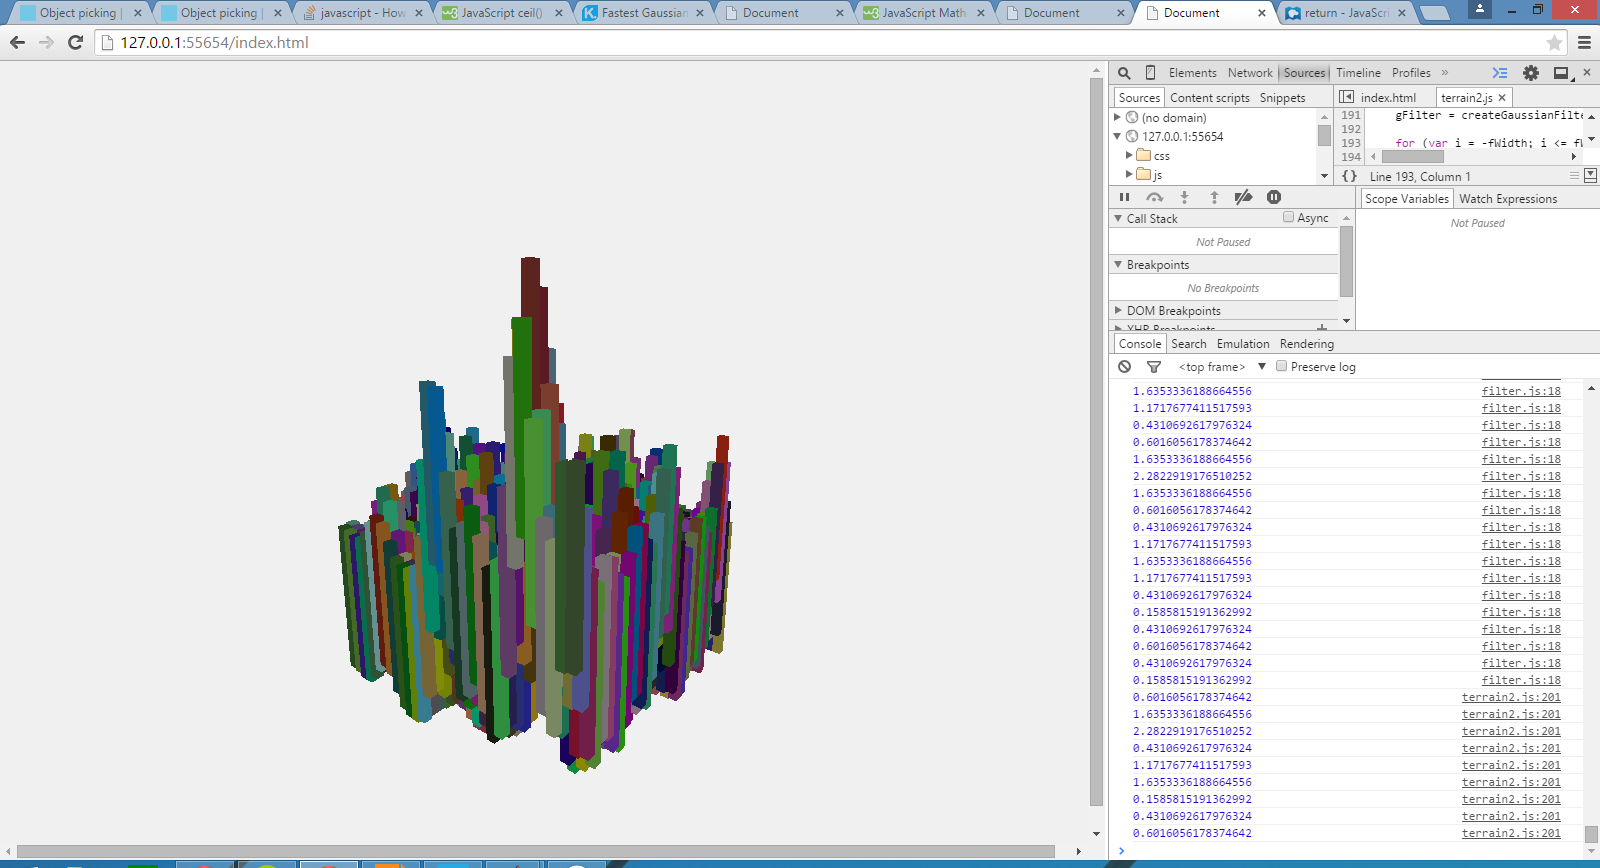 Object picking |
Object picking |
javascript - How
JavaScript ceil()
Fastest Gaussian
Document
JavaScript Math
Document
Document
return - JavaScri
127.0.0.1:55654/index.html
Elements Network Sources Timeline Profiles »
Sources Content scripts Snippets
index.html terrain2.js
(no domain)
127.0.0.1:55654
css
js
191 gFilter = createGaussianFilte
192
193 for (var i = -fWidth; i <= fW
194
{} Line 193, Column 1
Call Stack Async
Not Paused
Breakpoints
No Breakpoints
DOM Breakpoints
XHR Breakpoints
Scope Variables Watch Expressions
Not Paused
Console Search Emulation Rendering
<top frame> Preserve log
1.6353336188664556 filter.js:18
1.1717677411517593 filter.js:18
0.4310692617976324 filter.js:18
0.6016056178374642 filter.js:18
1.6353336188664556 filter.js:18
2.2822919176510252 filter.js:18
1.6353336188664556 filter.js:18
0.6016056178374642 filter.js:18
0.4310692617976324 filter.js:18
1.1717677411517593 filter.js:18
1.6353336188664556 filter.js:18
1.1717677411517593 filter.js:18
0.4310692617976324 filter.js:18
0.1585815191362992 filter.js:18
0.4310692617976324 filter.js:18
0.6016056178374642 filter.js:18
0.4310692617976324 filter.js:18
0.1585815191362992 filter.js:18
0.6016056178374642 terrain2.js:201
1.6353336188664556 terrain2.js:201
2.2822919176510252 terrain2.js:201
0.4310692617976324 terrain2.js:201
1.1717677411517593 terrain2.js:201
1.6353336188664556 terrain2.js:201
0.1585815191362992 terrain2.js:201
0.4310692617976324 terrain2.js:201
0.6016056178374642 terrain2.js:201